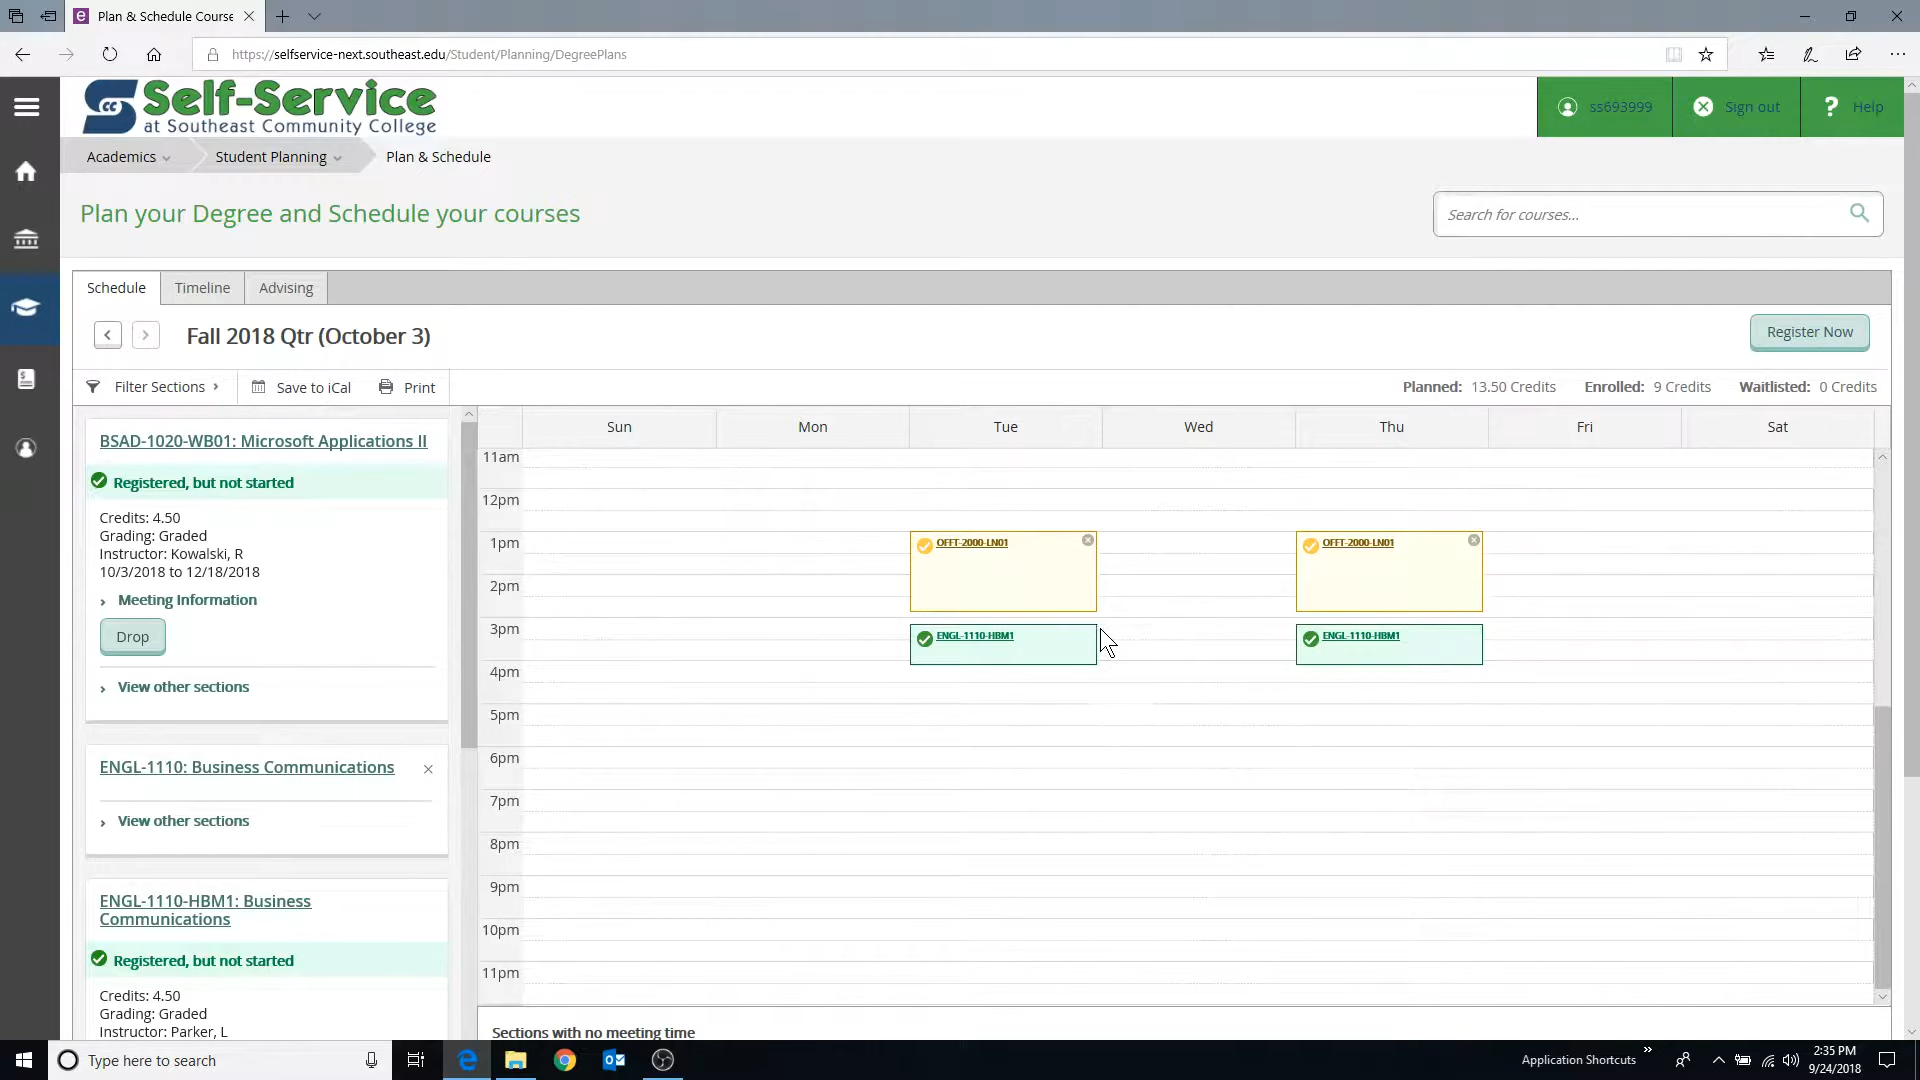 Plan & Schedule Course
https://selfservice-next.southeast.edu/Student/Planning/DegreePlans
scc
Self-Service
at Southeast Community College
ss693999
Sign out
? Help
Academics
Student Planning
Plan & Schedule
Plan your Degree and Schedule your courses
Search for courses...
Schedule
Timeline
Advising
Fall 2018 Qtr (October 3)
Register Now
Filter Sections
Save to iCal
Print
Planned: 13.50 Credits
Enrolled: 9 Credits
Waitlisted: 0 Credits
BSAD-1020-WB01: Microsoft Applications II
Registered, but not started
Credits: 4.50
Grading: Graded
Instructor: Kowalski, R
10/3/2018 to 12/18/2018
Meeting Information
Drop
View other sections
ENGL-1110: Business Communications
View other sections
ENGL-1110-HBM1: Business
Communications
Registered, but not started
Credits: 4.50
Grading: Graded
Instructor: Parker, L
Sun Mon Tue Wed Thu Fri Sat
11am
12pm
1pm
OFFT-2000-LN01
OFFT-2000-LN01
2pm
3pm
ENGL-1110-HBM1
ENGL-1110-HBM1
4pm
5pm
6pm
7pm
8pm
9pm
10pm
11pm
Sections with no meeting time
Type here to search
Application Shortcuts
2:35 PM
9/24/2018